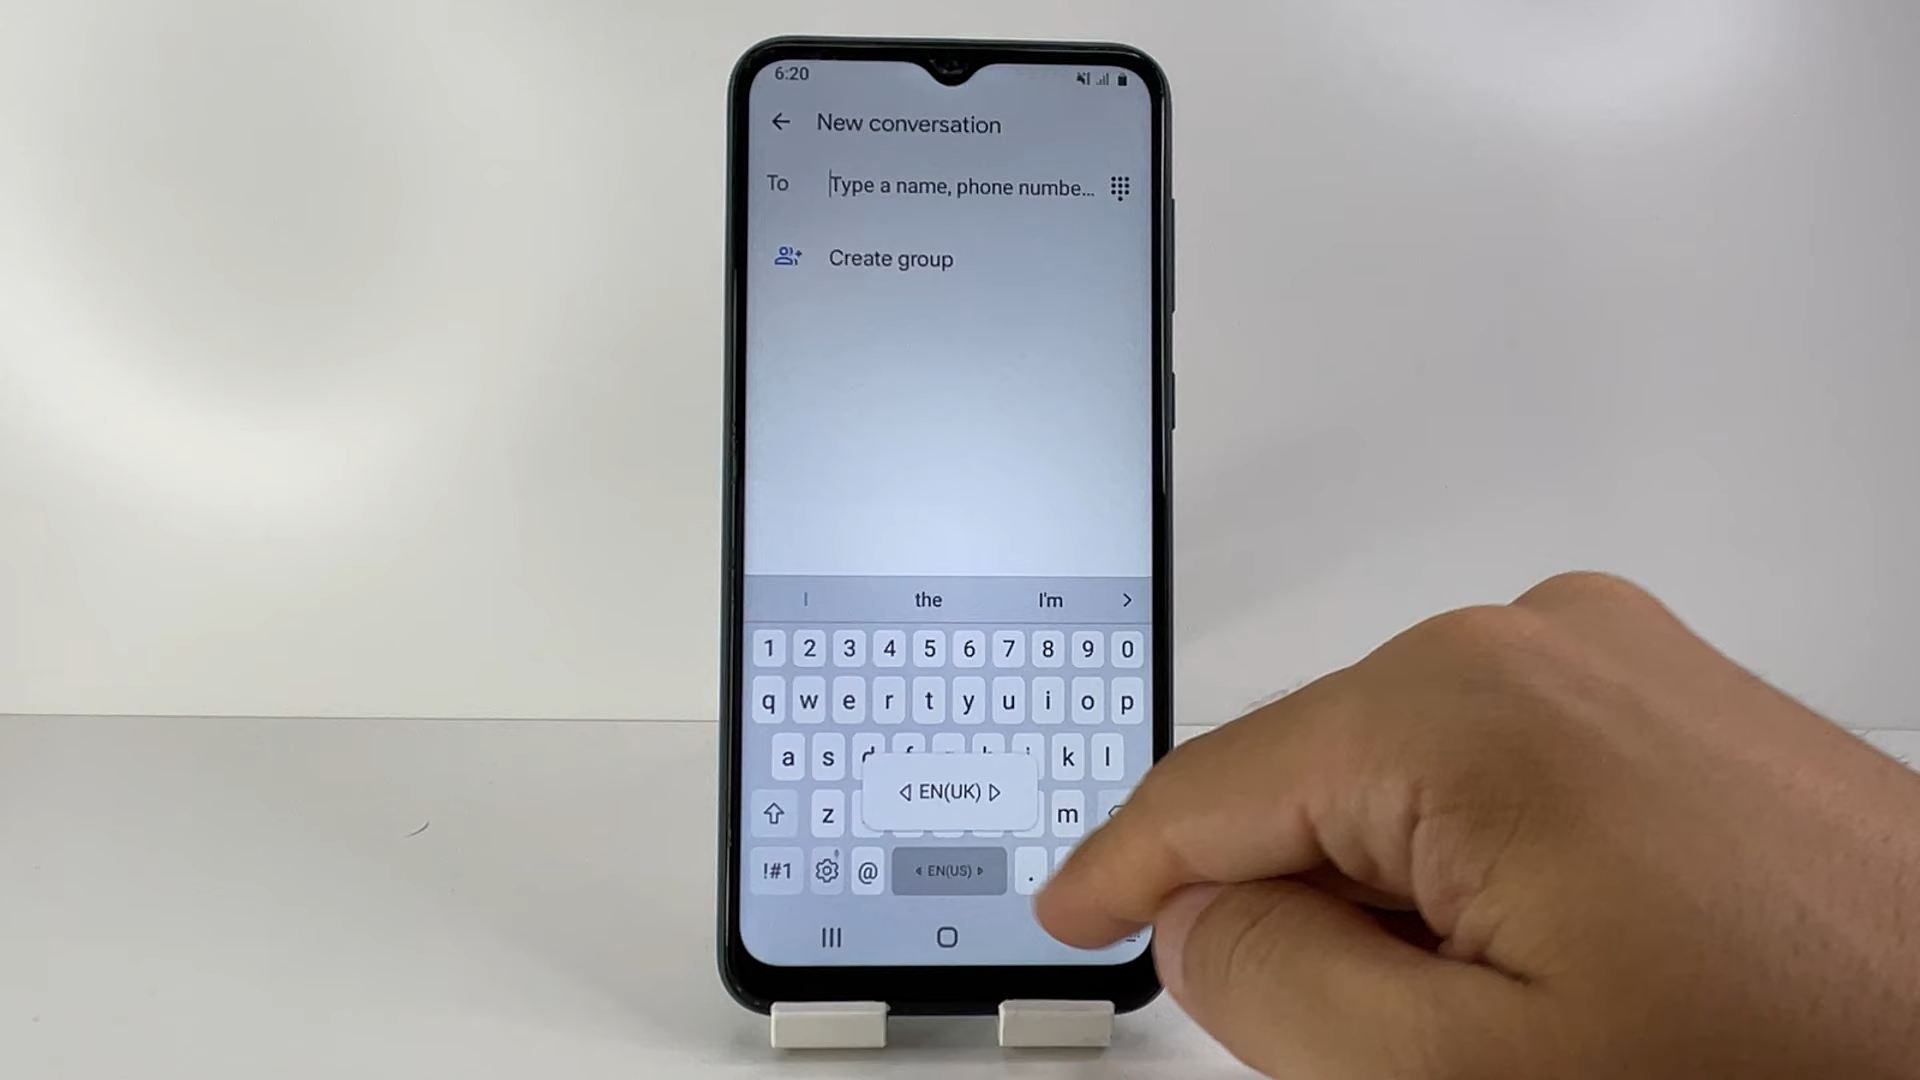 6:20
New conversation
To Type a name, phone numbe...
Create group
I the I'm
1 2 3 4 5 6 7 8 9 0
q w e r t y u i o p
a s k l
EN(UK)
z m
!#1 @ EN(US) .